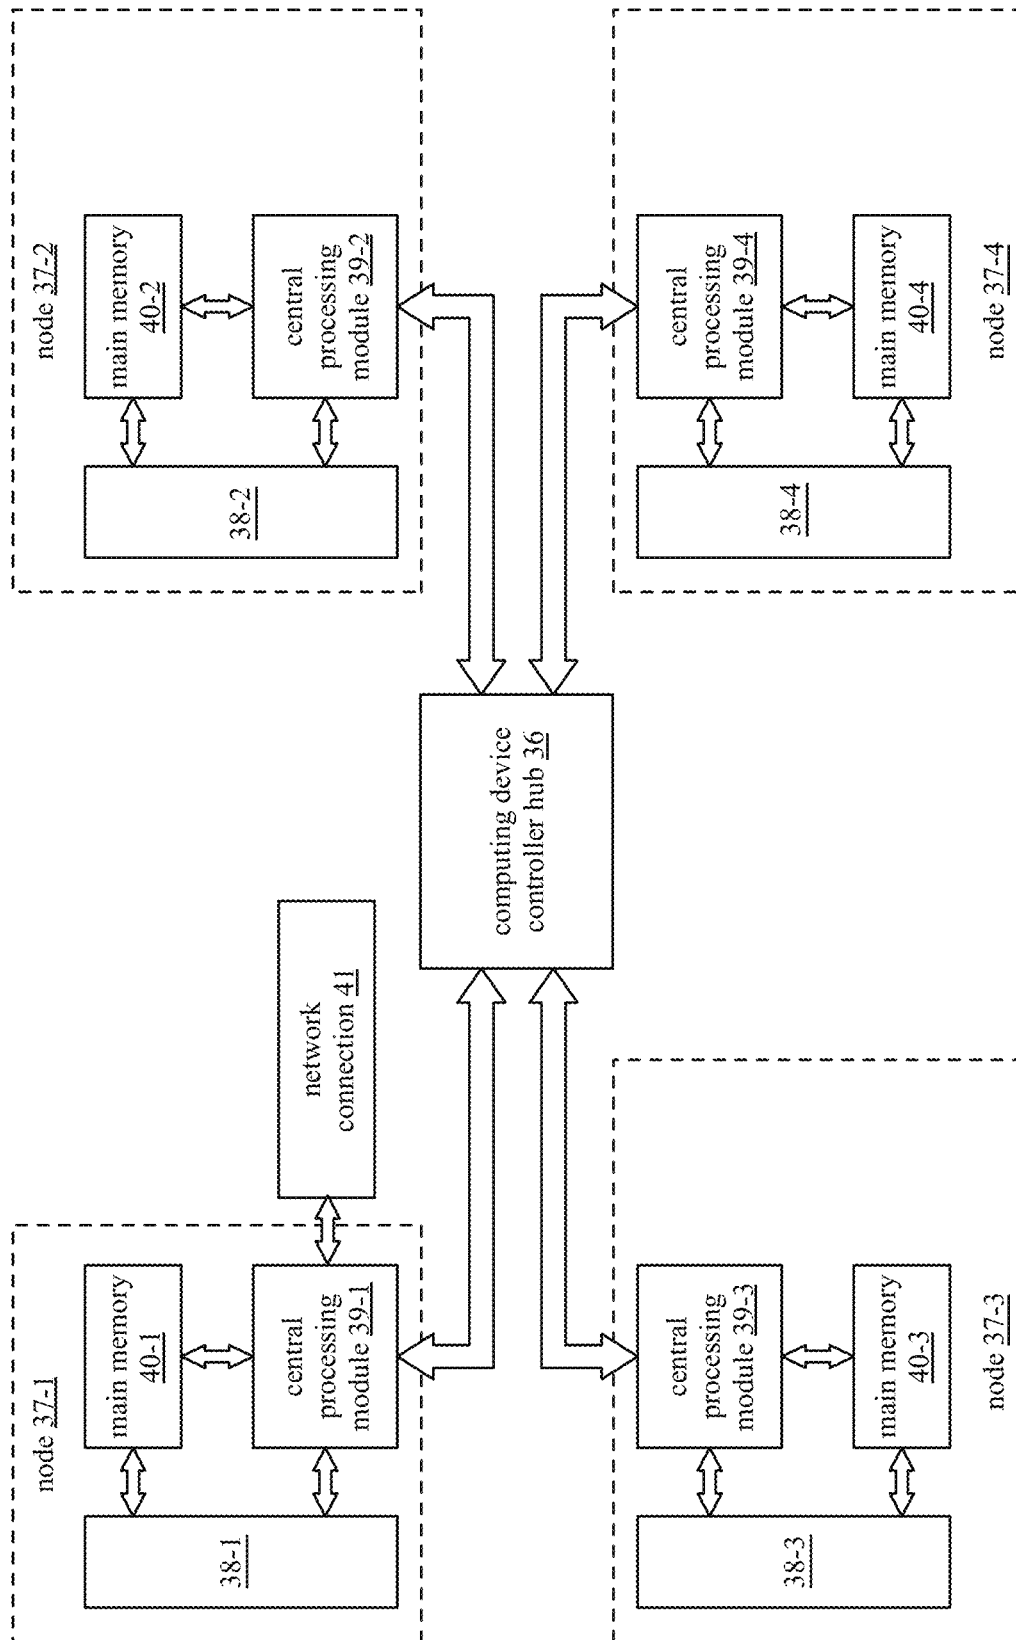 node 37-1
main memory
40-1
38-1
central
processing
module 39-1
network
connection 41
node 37-2
main memory
40-2
38-2
central
processing
module 39-2
computing device
controller hub 36
central
processing
module 39-3
38-3
main memory
40-3
node 37-3
central
processing
module 39-4
38-4
main memory
40-4
node 37-4